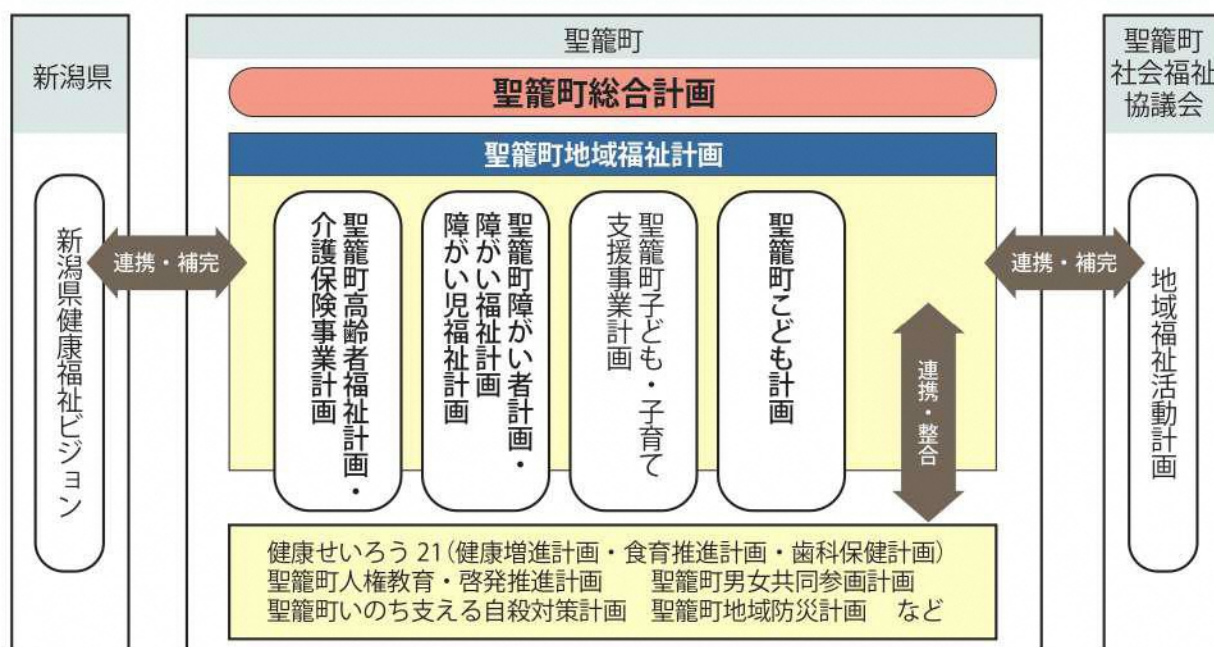 新潟県
新潟県健康福祉ビジョン
連携・補完
聖籠町
聖籠町総合計画
聖籠町地域福祉計画
聖籠町高齢者福祉計画・
介護保険事業計画
聖籠町障がい者計画・
障がい福祉計画
障がい児福祉計画
聖籠町子ども・子育て
支援事業計画
聖籠町こども計画
連携・整合
健康せいろう21(健康増進計画・食育推進計画・歯科保健計画)
聖籠町人権教育・啓発推進計画 聖籠町男女共同参画計画
聖籠町いのち支える自殺対策計画 聖籠町地域防災計画 など
連携・補完
聖籠町
社会福祉
協議会
地域福祉活動計画